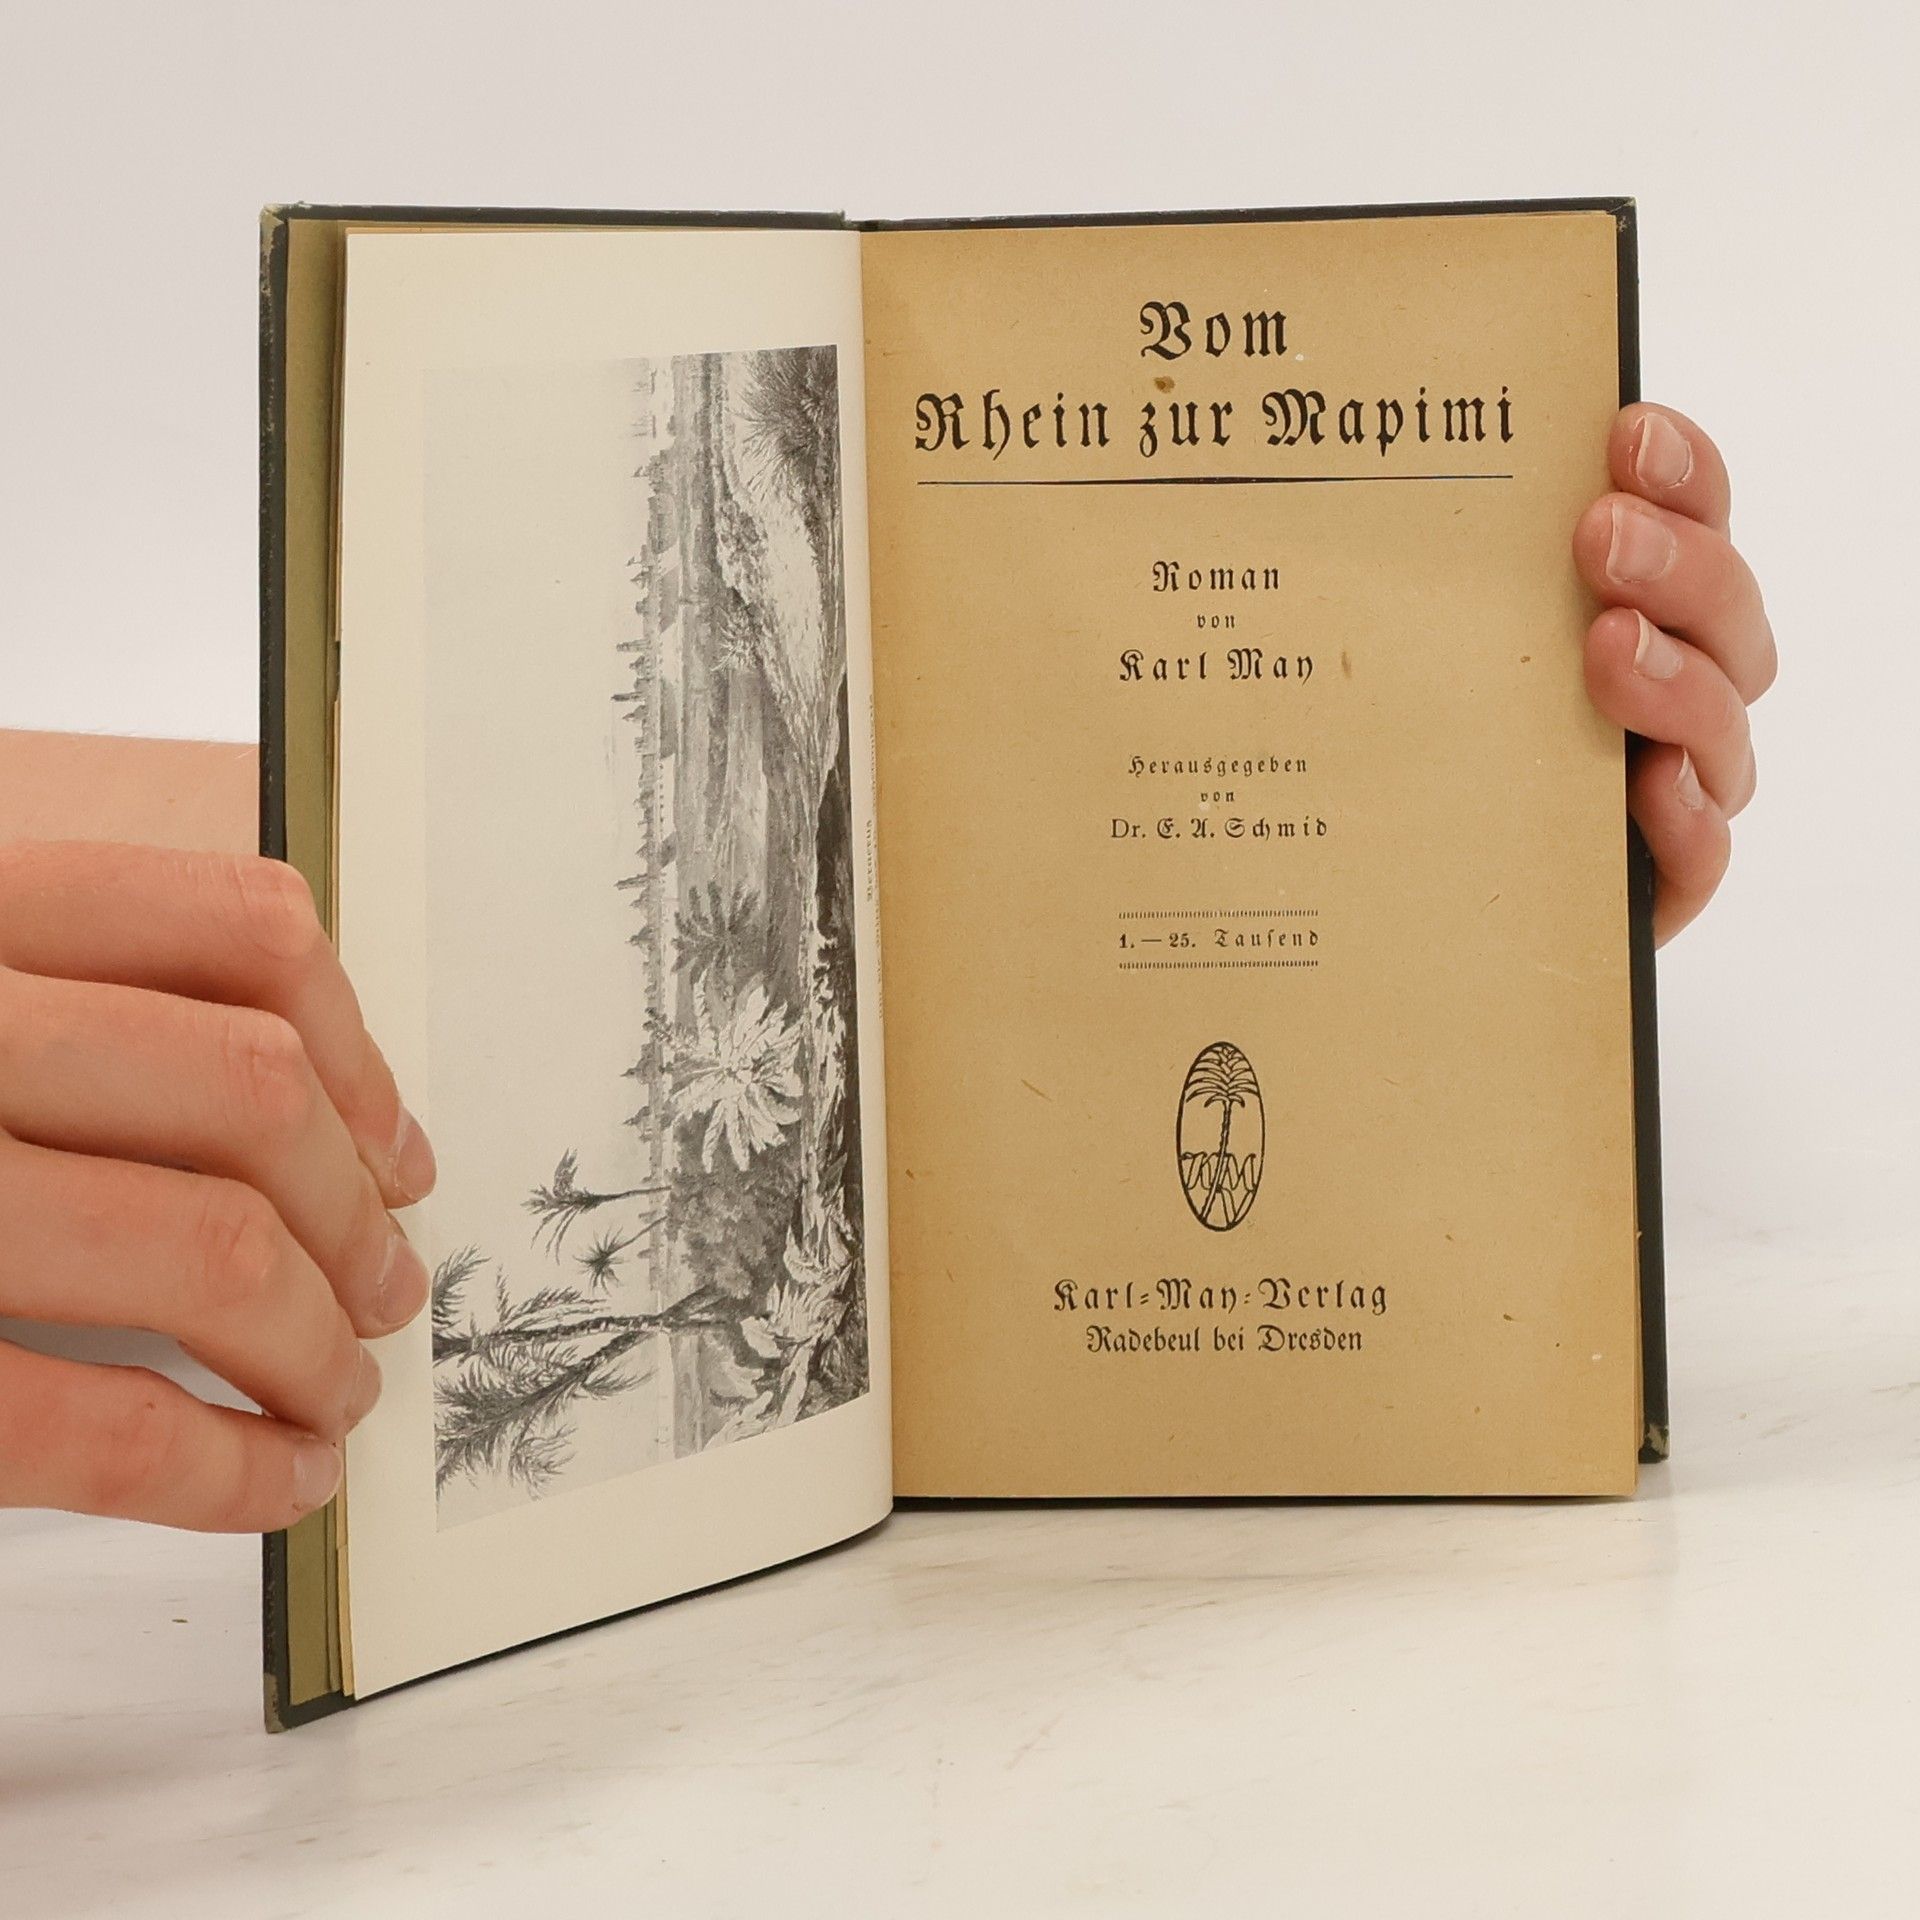 Vom
Rhein zur Mapimi
Roman
von
Karl May
Herausgegeben
von
Dr. E. A. Schmid
1.—25. Tausend
KM
Karl-May-Verlag
Radebeul bei Dresden